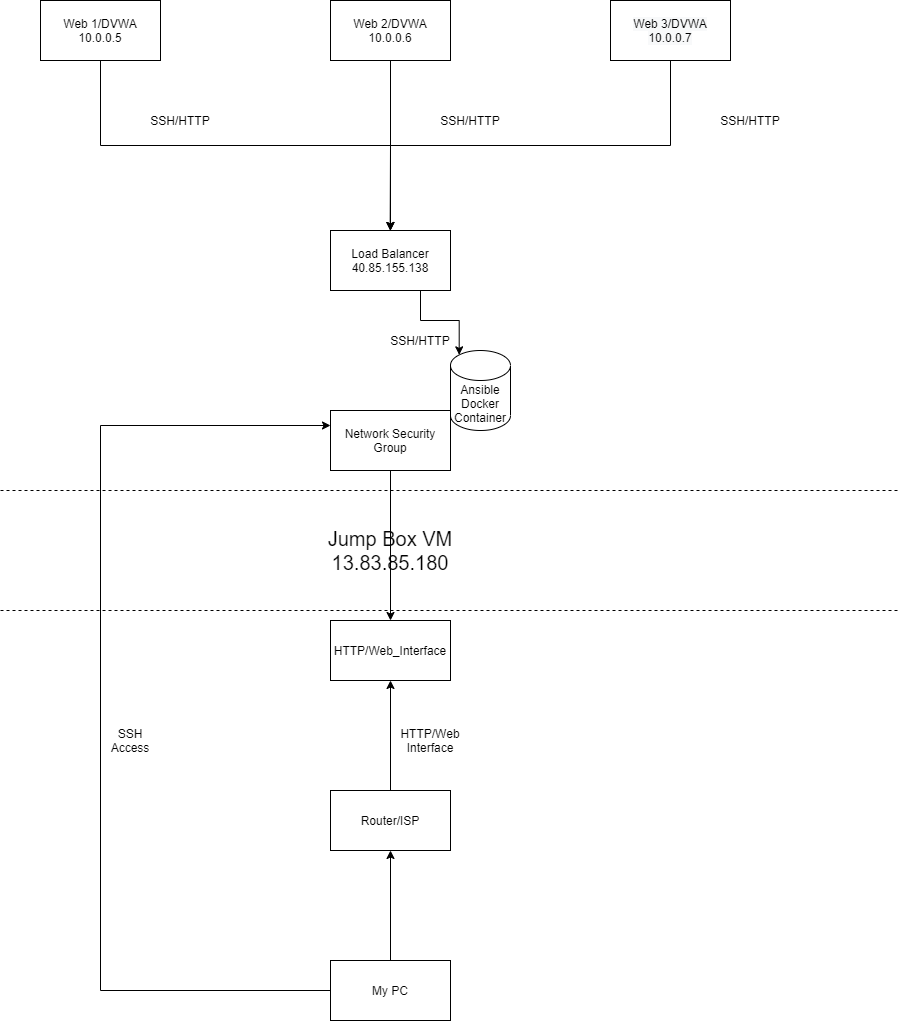 Web 1/DVWA
10.0.0.5
Web 2/DVWA
10.0.0.6
Web 3/DVWA
10.0.0.7
SSH/HTTP
SSH/HTTP
SSH/HTTP
Load Balancer
40.85.155.138
SSH/HTTP
Ansible
Docker
Container
Network Security
Group
Jump Box VM
13.83.85.180
HTTP/Web_Interface
SSH
Access
HTTP/Web
Interface
Router/ISP
My PC